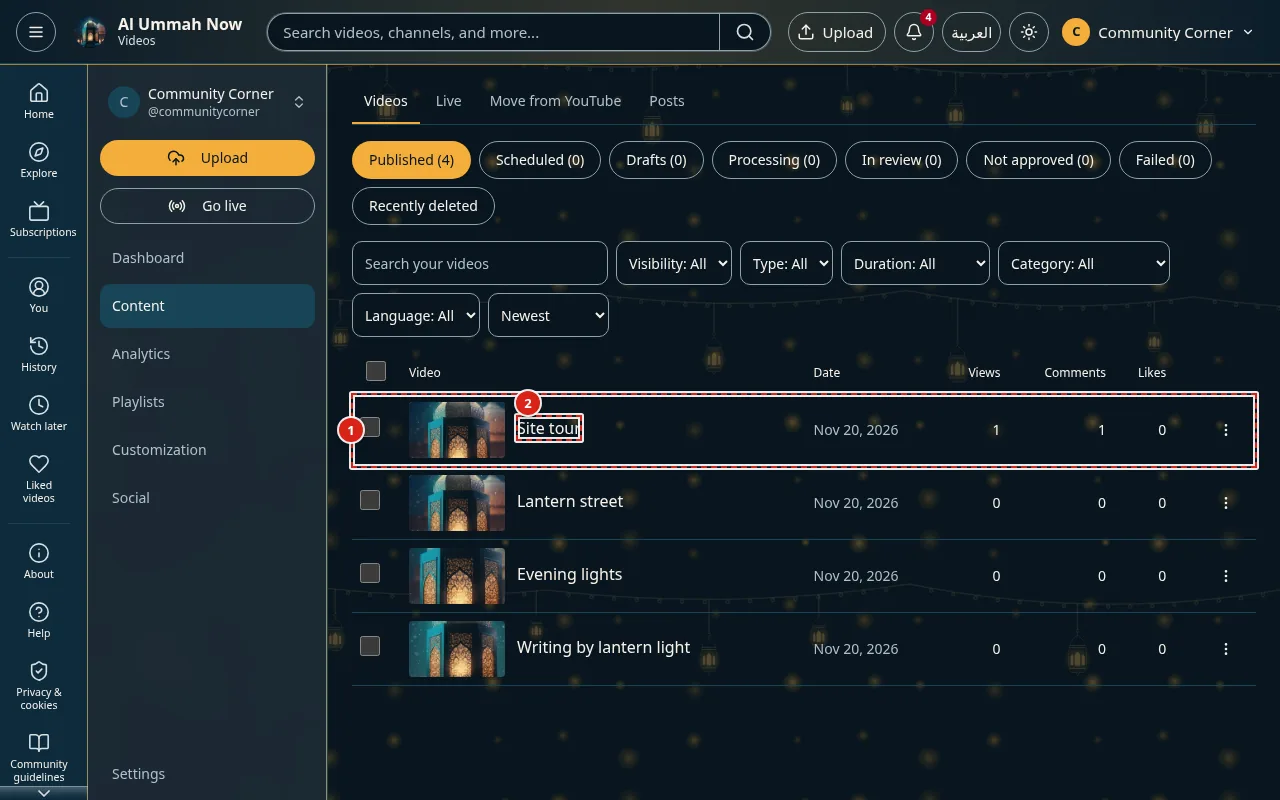 Al Ummah Now
Videos
Search videos, channels, and more...
Upload
4
العربية
C
Community Corner
Home
Explore
Subscriptions
You
History
Watch later
Liked
videos
About
Help
Privacy &
cookies
Community
guidelines
C
Community Corner
@communitycorner
Upload
Go live
Dashboard
Content
Analytics
Playlists
Customization
Social
Settings
Videos
Live
Move from YouTube
Posts
Published (4)
Scheduled (0)
Drafts (0)
Processing (0)
In review (0)
Not approved (0)
Failed (0)
Recently deleted
Search your videos
Visibility: All
Type: All
Duration: All
Category: All
Language: All
Newest
Video Date Views Comments Likes
1
2
Site tour Nov 20, 2026 1 1 0
Lantern street Nov 20, 2026 0 0 0
Evening lights Nov 20, 2026 0 0 0
Writing by lantern light Nov 20, 2026 0 0 0